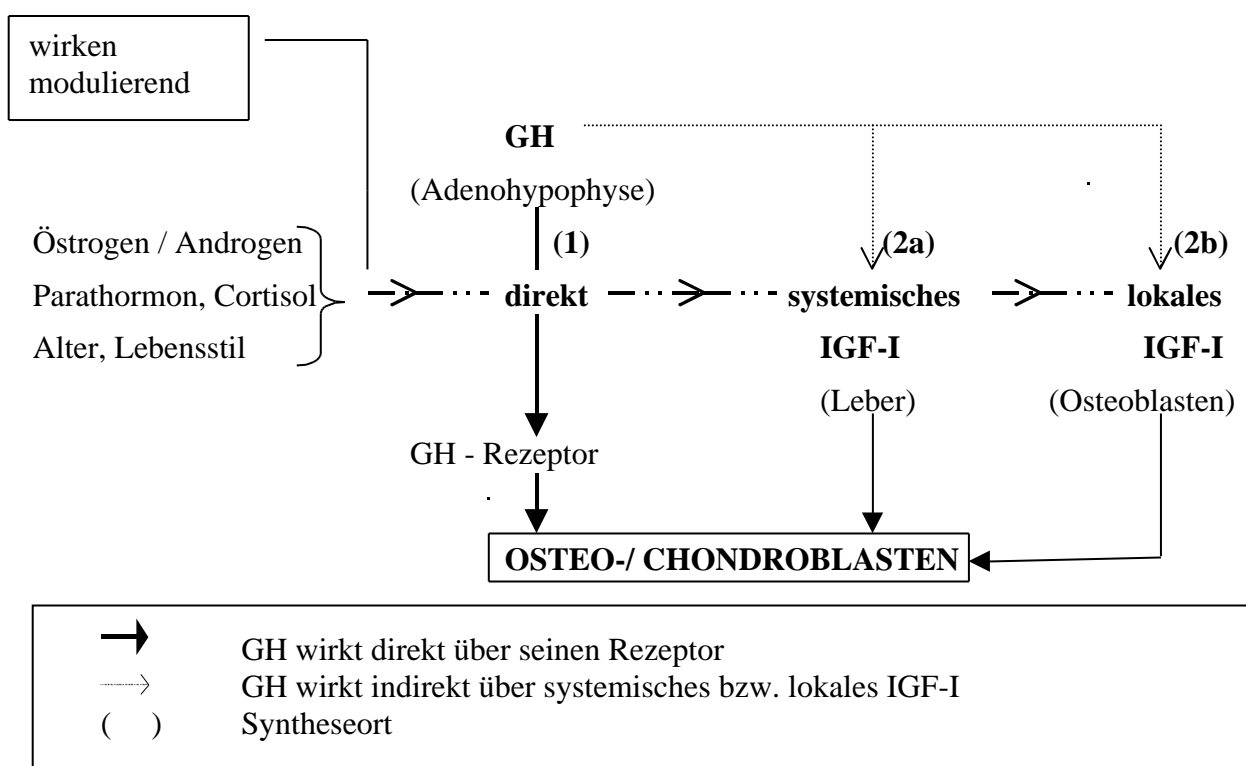 wirken
modulierend
GH
(Adenohypophyse)
Östrogen / Androgen (1) (2a) (2b)
Parathormon, Cortisol direkt systemisches lokales
Alter, Lebensstil IGF-I IGF-I
(Leber) (Osteoblasten)
GH - Rezeptor
OSTEO-/ CHONDROBLASTEN
GH wirkt direkt über seinen Rezeptor
GH wirkt indirekt über systemisches bzw. lokales IGF-I
( ) Syntheseort